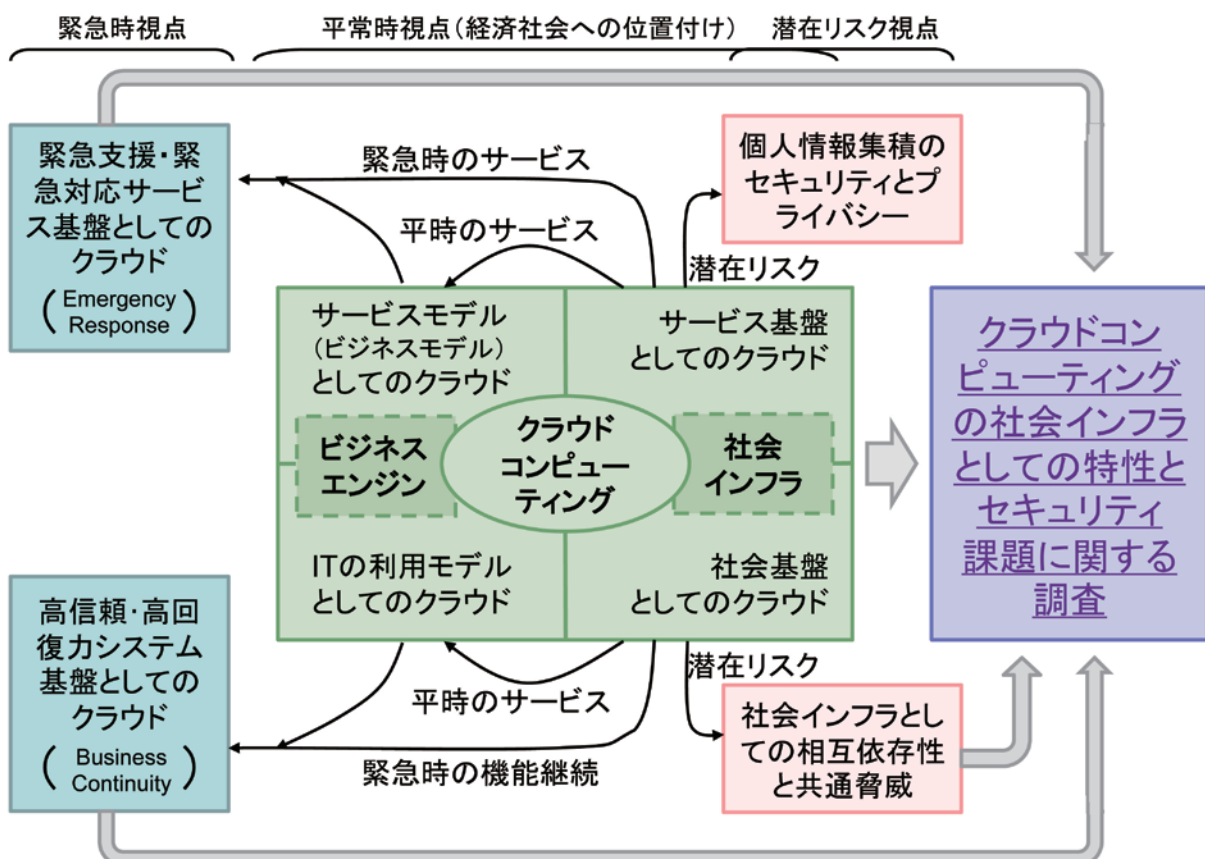 緊急時視点
平常時視点(経済社会への位置付け)
潜在リスク視点
緊急支援・緊
急対応サービ
ス基盤としての
クラウド
(Emergency
Response)
緊急時のサービス
平時のサービス
潜在リスク
個人情報集積の
セキュリティとプ
ライバシー
サービスモデル
(ビジネスモデル)
としてのクラウド
サービス基盤
としてのクラウド
ビジネス
エンジン
クラウド
コンピュー
ティング
社会
インフラ
ITの利用モデル
としてのクラウド
社会基盤
としてのクラウド
クラウドコン
ピューティング
の社会インフラ
としての特性と
セキュリティ
課題に関する
調査
高信頼・高回
復力システム
基盤としての
クラウド
(Business
Continuity)
平時のサービス
緊急時の機能継続
潜在リスク
社会インフラとし
ての相互依存性
と共通脅威